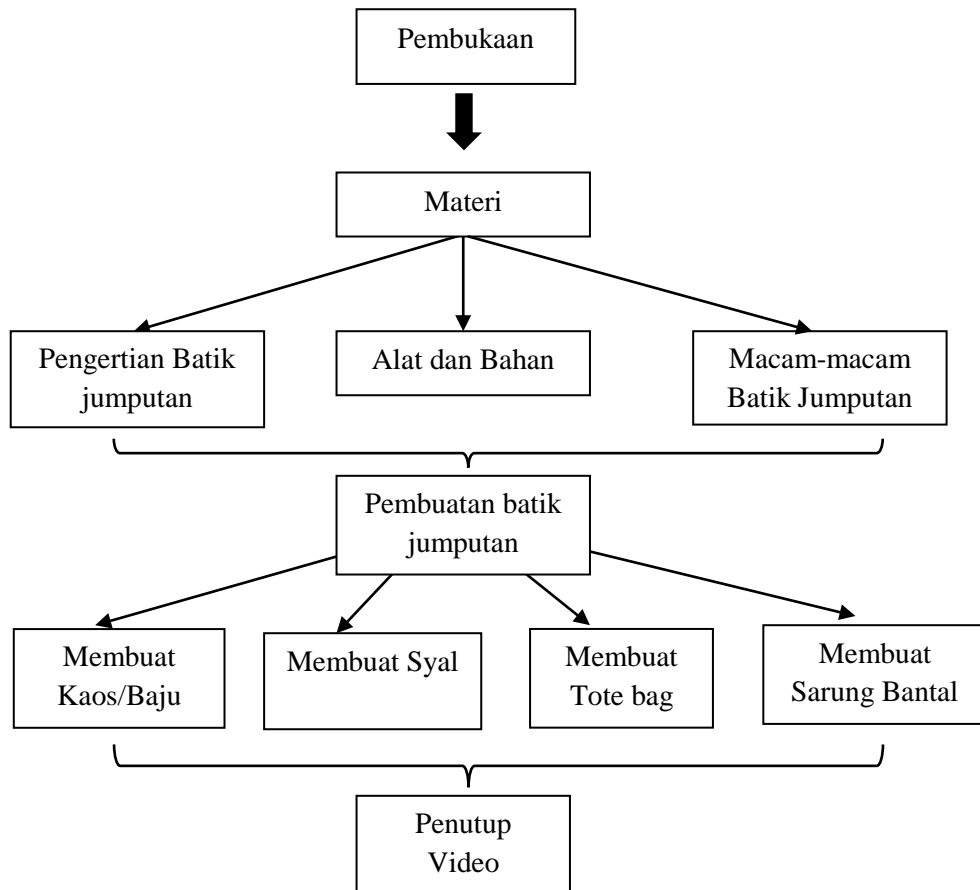 Pembukaan
Materi
Pengertian Batik
jumputan
Alat dan Bahan
Macam-macam
Batik Jumputan
Pembuatan batik
jumputan
Membuat
Kaos/Baju
Membuat Syal
Membuat
Tote bag
Membuat
Sarung Bantal
Penutup
Video